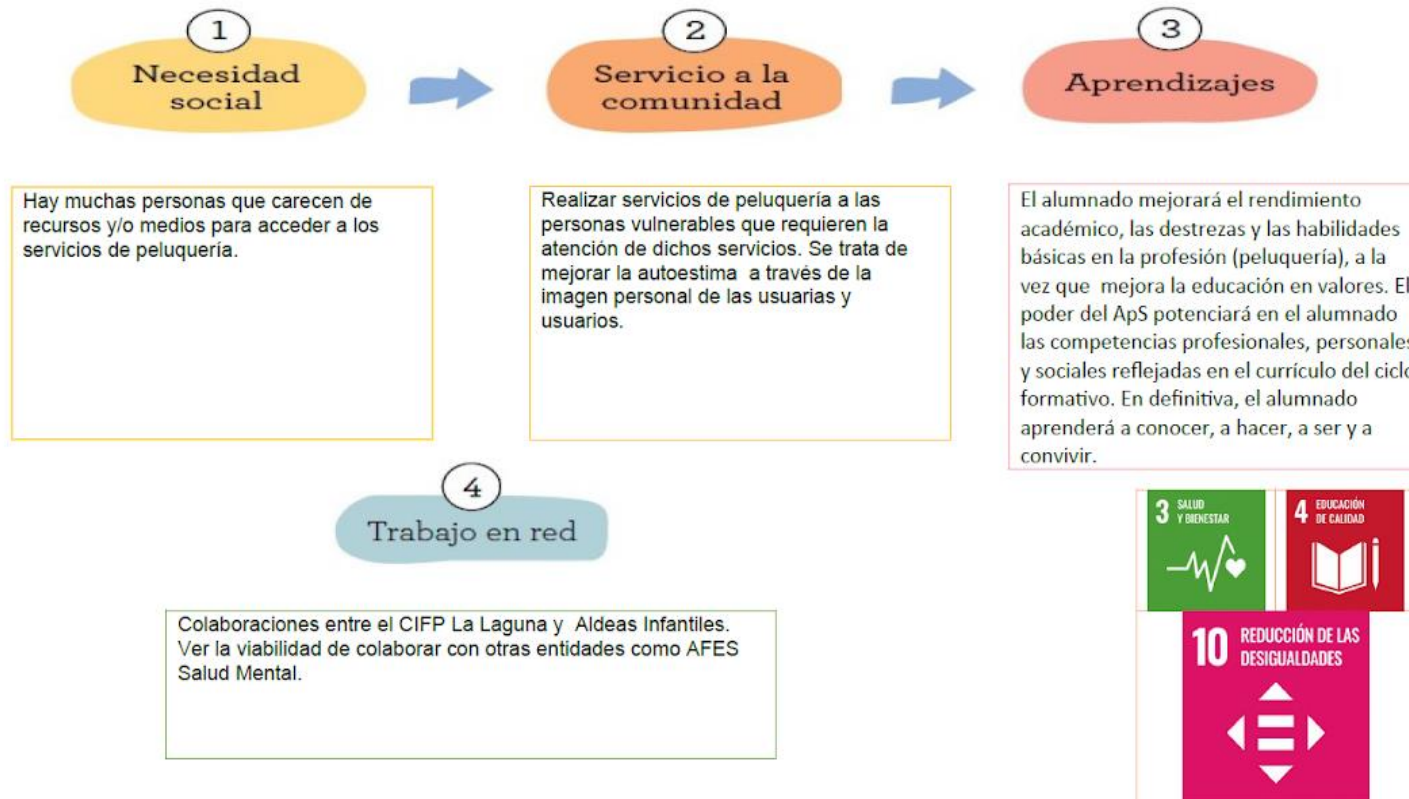 1
Necesidad
social
2
Servicio a la
comunidad
3
Aprendizajes
Hay muchas personas que carecen de
recursos y/o medios para acceder a los
servicios de peluquería.
Realizar servicios de peluquería a las
personas vulnerables que requieren la
atención de dichos servicios. Se trata de
mejorar la autoestima a través de la
imagen personal de las usuarias y
usuarios.
El alumnado mejorará el rendimiento
académico, las destrezas y las habilidades
básicas en la profesión (peluquería), a la
vez que mejora la educación en valores. El
poder del ApS potenciará en el alumnado
las competencias profesionales, personales
y sociales reflejadas en el currículo del ciclo
formativo. En definitiva, el alumnado
aprenderá a conocer, a hacer, a ser y a
convivir.
4
Trabajo en red
Colaboraciones entre el CIFP La Laguna y Aldeas Infantiles.
Ver la viabilidad de colaborar con otras entidades como AFES
Salud Mental.
3 SALUD
Y BIENESTAR
4 EDUCACIÓN
DE CALIDAD
10 REDUCCIÓN DE LAS
DESIGUALDADES